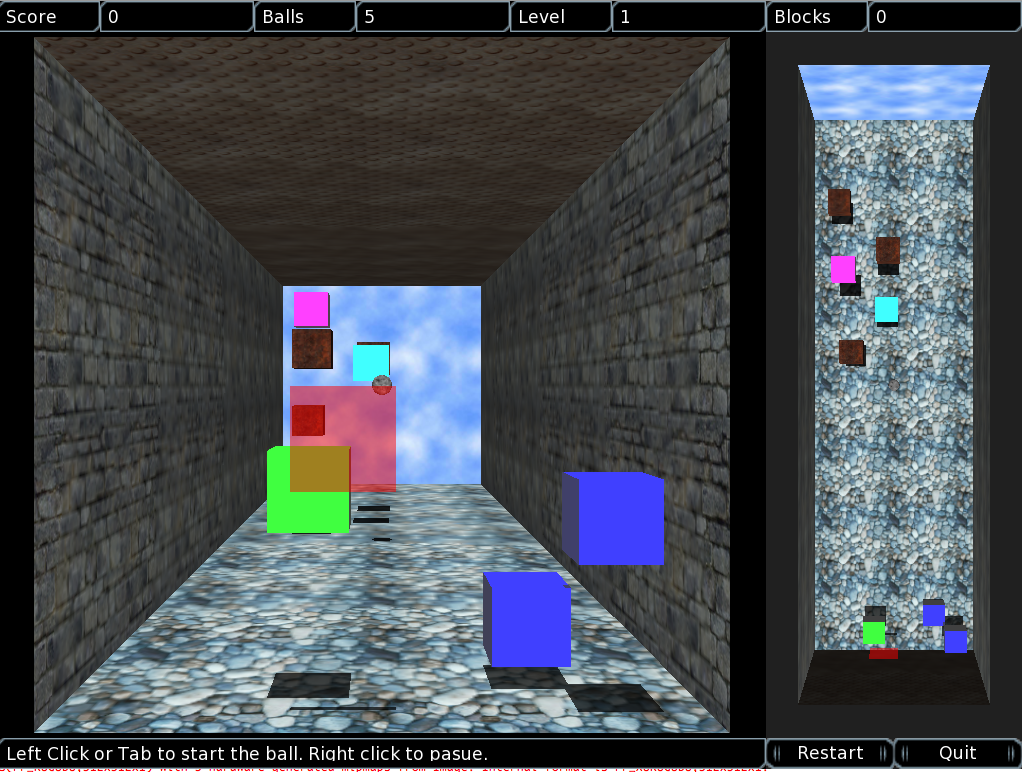 Score 0 Balls 5 Level 1 Blocks 0
Left Click or Tab to start the ball. Right click to pasue. Restart Quit